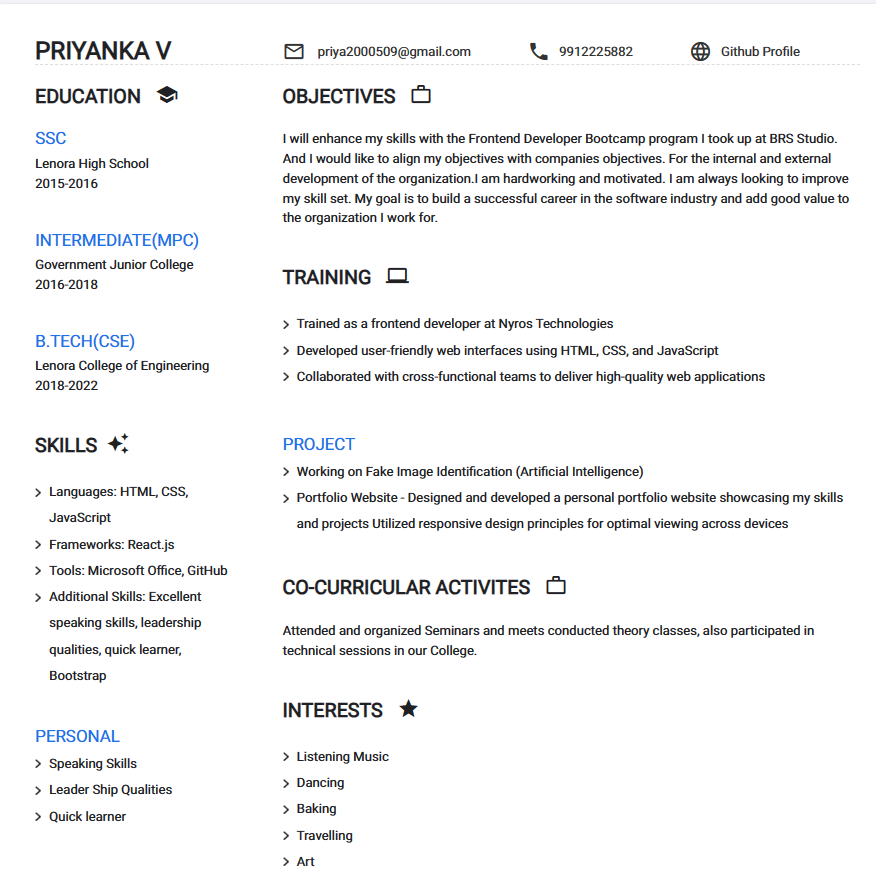 PRIYANKA V
priya2000509@gmail.com
9912225882
Github Profile
EDUCATION
SSC
Lenora High School
2015-2016
INTERMEDIATE(MPC)
Government Junior College
2016-2018
B.TECH(CSE)
Lenora College of Engineering
2018-2022
SKILLS
Languages: HTML, CSS,
JavaScript
Frameworks: React.js
Tools: Microsoft Office, GitHub
Additional Skills: Excellent
speaking skills, leadership
qualities, quick learner,
Bootstrap
PERSONAL
Speaking Skills
Leader Ship Qualities
Quick learner
OBJECTIVES
I will enhance my skills with the Frontend Developer Bootcamp program I took up at BRS Studio.
And I would like to align my objectives with companies objectives. For the internal and external
development of the organization.I am hardworking and motivated. I am always looking to improve
my skill set. My goal is to build a successful career in the software industry and add good value to
the organization I work for.
TRAINING
Trained as a frontend developer at Nyros Technologies
Developed user-friendly web interfaces using HTML, CSS, and JavaScript
Collaborated with cross-functional teams to deliver high-quality web applications
PROJECT
Working on Fake Image Identification (Artificial Intelligence)
Portfolio Website - Designed and developed a personal portfolio website showcasing my skills
and projects Utilized responsive design principles for optimal viewing across devices
CO-CURRICULAR ACTIVITES
Attended and organized Seminars and meets conducted theory classes, also participated in
technical sessions in our College.
INTERESTS
Listening Music
Dancing
Baking
Travelling
Art